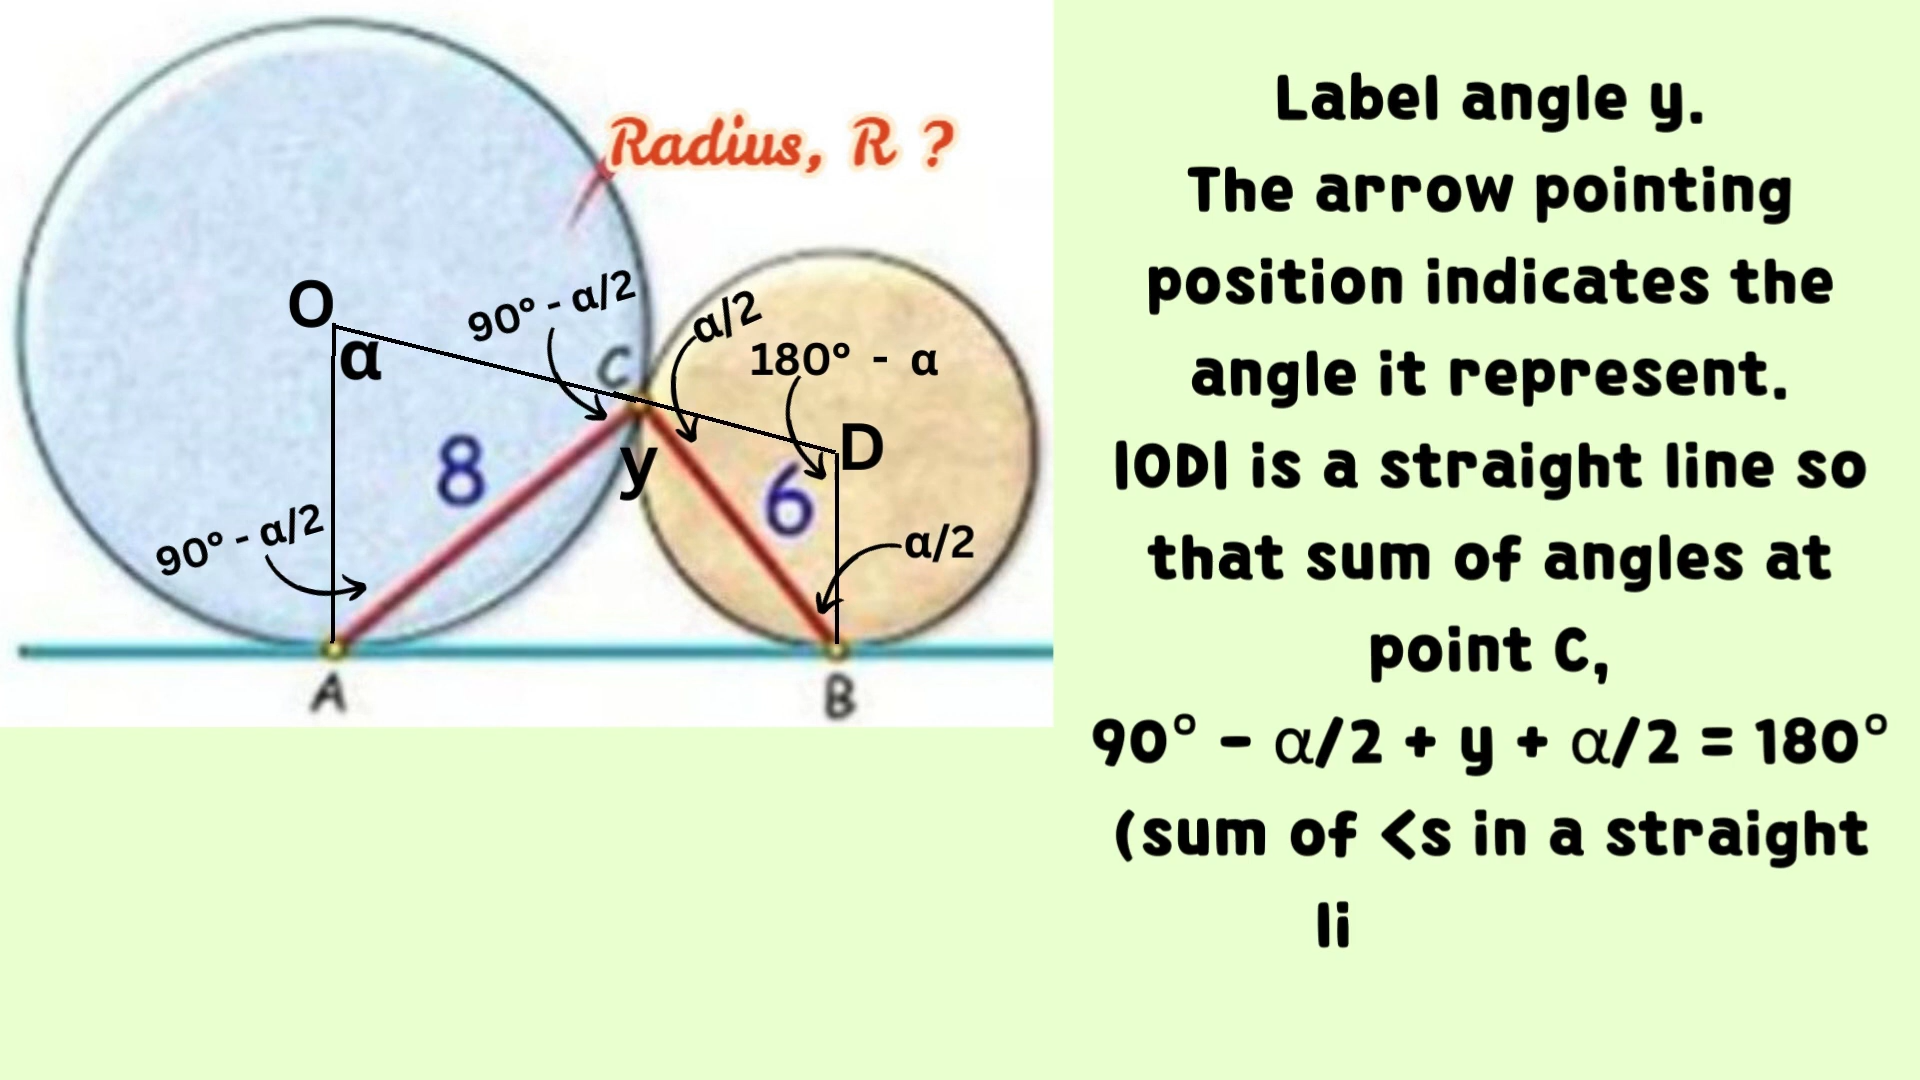 Radius, R ?
O
α
90° - α/2
C
α/2
180° - α
D
8
y
6
90° - α/2
α/2
A
B
Label angle y.
The arrow pointing
position indicates the
angle it represent.
|OD| is a straight line so
that sum of angles at
point C,
90° - α/2 + y + α/2 = 180°
(sum of <s in a straight
li